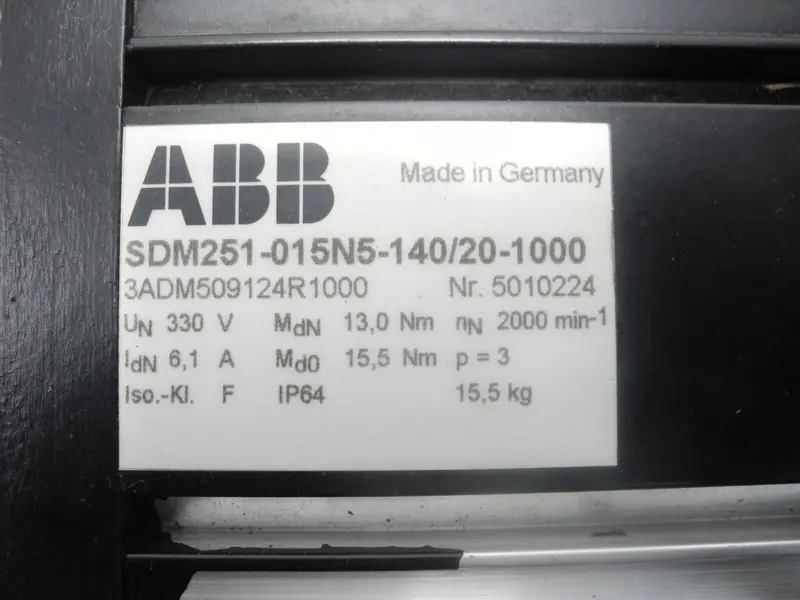 ABB Made in Germany
SDM251-015N5-140/20-1000
3ADM509124R1000 Nr. 5010224
UN 330 V MdN 13,0 Nm nN 2000 min-1
IdN 6,1 A Md0 15,5 Nm p = 3
Iso.-Kl. F IP64 15,5 kg